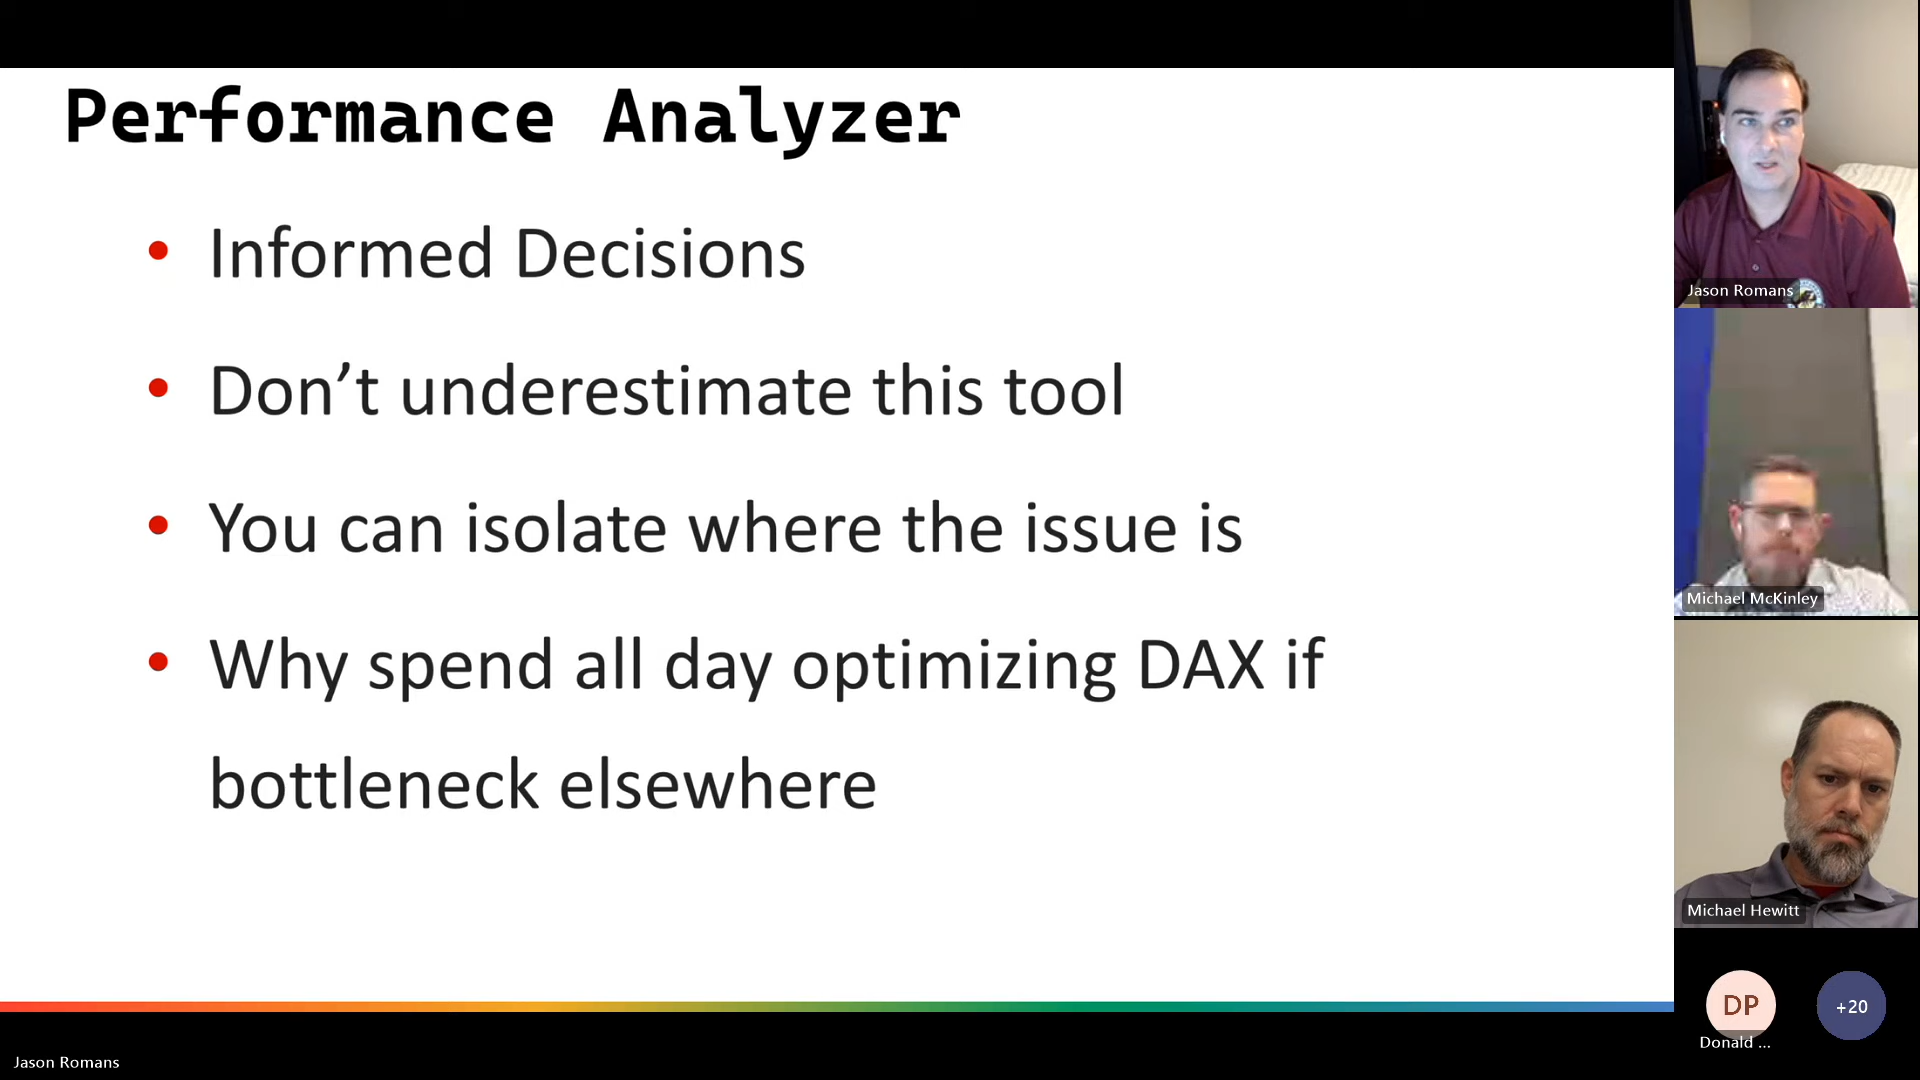 Performance Analyzer
• Informed Decisions
• Don’t underestimate this tool
• You can isolate where the issue is
• Why spend all day optimizing DAX if
bottleneck elsewhere
Jason Romans
Michael McKinley
Michael Hewitt
DP
+20
Donald ...
Jason Romans